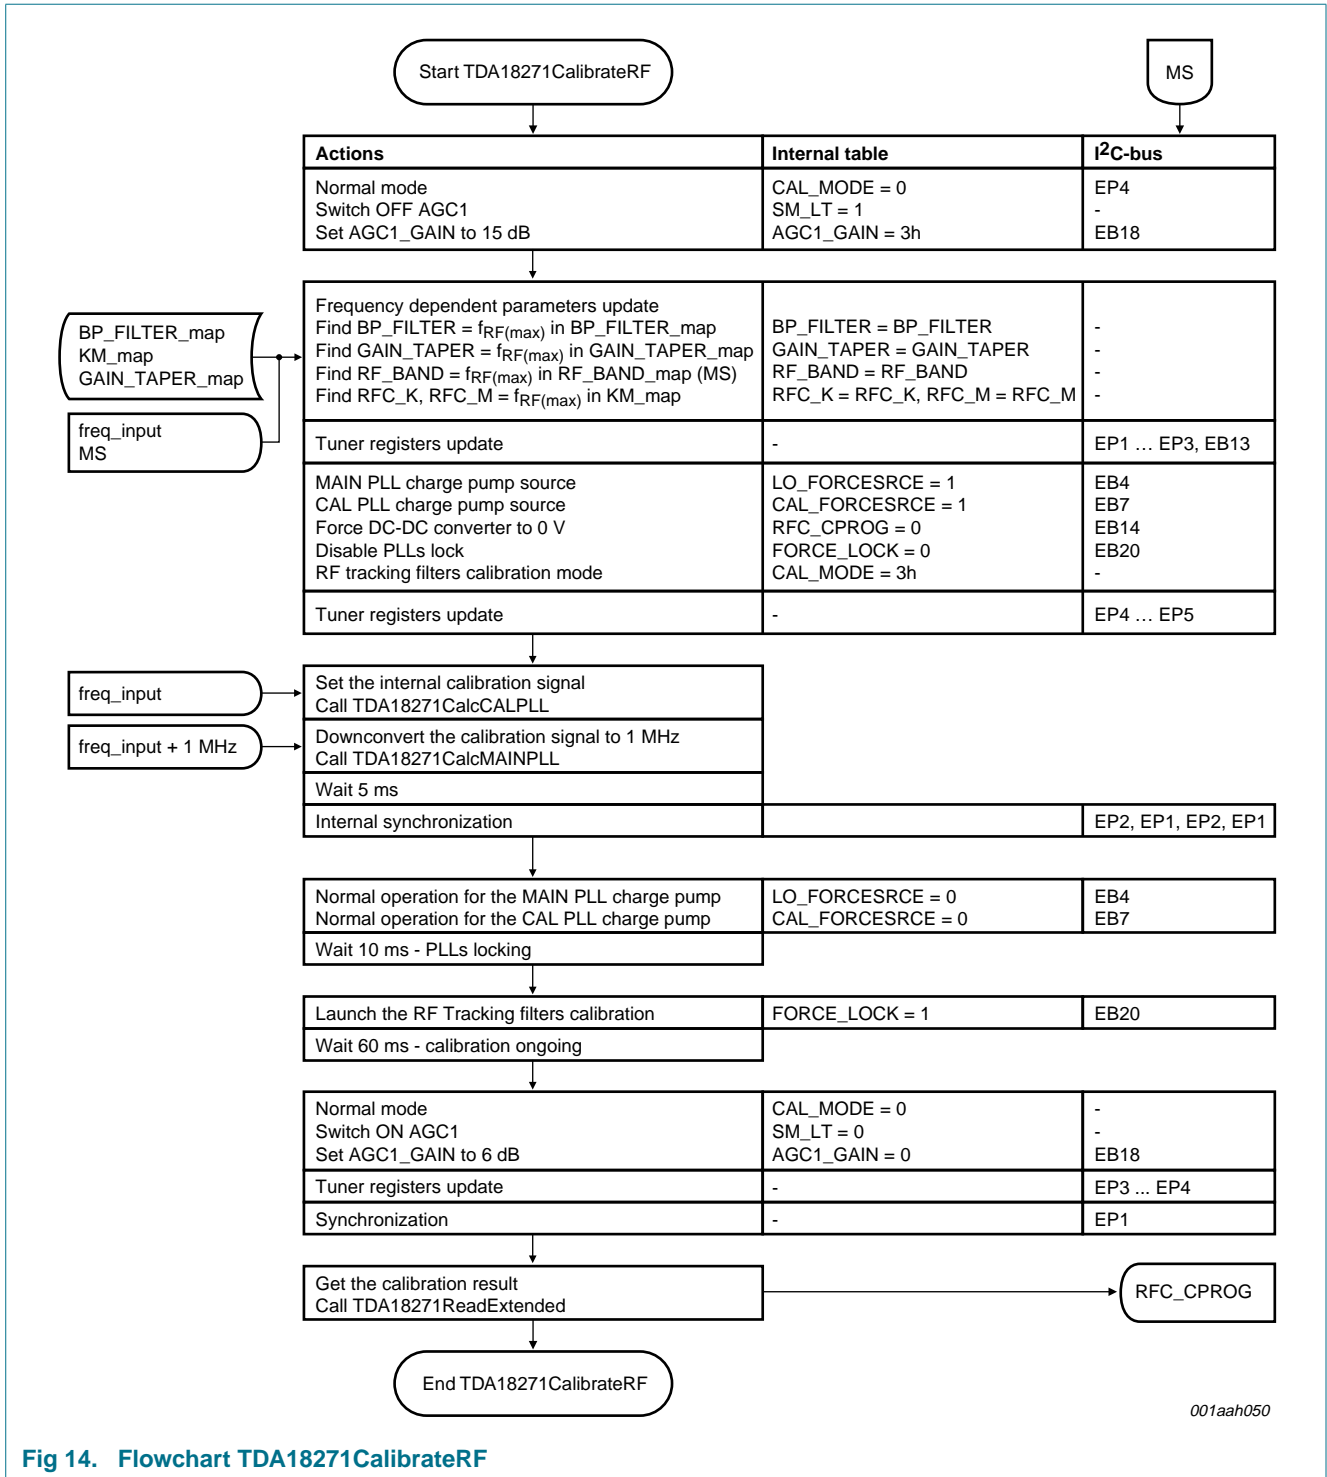 Start TDA18271CalibrateRF
MS
Actions Internal table I2C-bus
Normal mode CAL_MODE = 0 EP4
Switch OFF AGC1 SM_LT = 1 -
Set AGC1_GAIN to 15 dB AGC1_GAIN = 3h EB18
BP_FILTER_map
KM_map
GAIN_TAPER_map
freq_input
MS
Frequency dependent parameters update
Find BP_FILTER = fRF(max) in BP_FILTER_map BP_FILTER = BP_FILTER -
Find GAIN_TAPER = fRF(max) in GAIN_TAPER_map GAIN_TAPER = GAIN_TAPER -
Find RF_BAND = fRF(max) in RF_BAND_map (MS) RF_BAND = RF_BAND -
Find RFC_K, RFC_M = fRF(max) in KM_map RFC_K = RFC_K, RFC_M = RFC_M -
Tuner registers update - EP1 … EP3, EB13
MAIN PLL charge pump source LO_FORCESRCE = 1 EB4
CAL PLL charge pump source CAL_FORCESRCE = 1 EB7
Force DC-DC converter to 0 V RFC_CPROG = 0 EB14
Disable PLLs lock FORCE_LOCK = 0 EB20
RF tracking filters calibration mode CAL_MODE = 3h -
Tuner registers update - EP4 … EP5
freq_input
Set the internal calibration signal
Call TDA18271CalcCALPLL
freq_input + 1 MHz
Downconvert the calibration signal to 1 MHz
Call TDA18271CalcMAINPLL
Wait 5 ms
Internal synchronization EP2, EP1, EP2, EP1
Normal operation for the MAIN PLL charge pump LO_FORCESRCE = 0 EB4
Normal operation for the CAL PLL charge pump CAL_FORCESRCE = 0 EB7
Wait 10 ms - PLLs locking
Launch the RF Tracking filters calibration FORCE_LOCK = 1 EB20
Wait 60 ms - calibration ongoing
Normal mode CAL_MODE = 0 -
Switch ON AGC1 SM_LT = 0 -
Set AGC1_GAIN to 6 dB AGC1_GAIN = 0 EB18
Tuner registers update - EP3 ... EP4
Synchronization - EP1
Get the calibration result
Call TDA18271ReadExtended
RFC_CPROG
End TDA18271CalibrateRF
001aah050
Fig 14. Flowchart TDA18271CalibrateRF